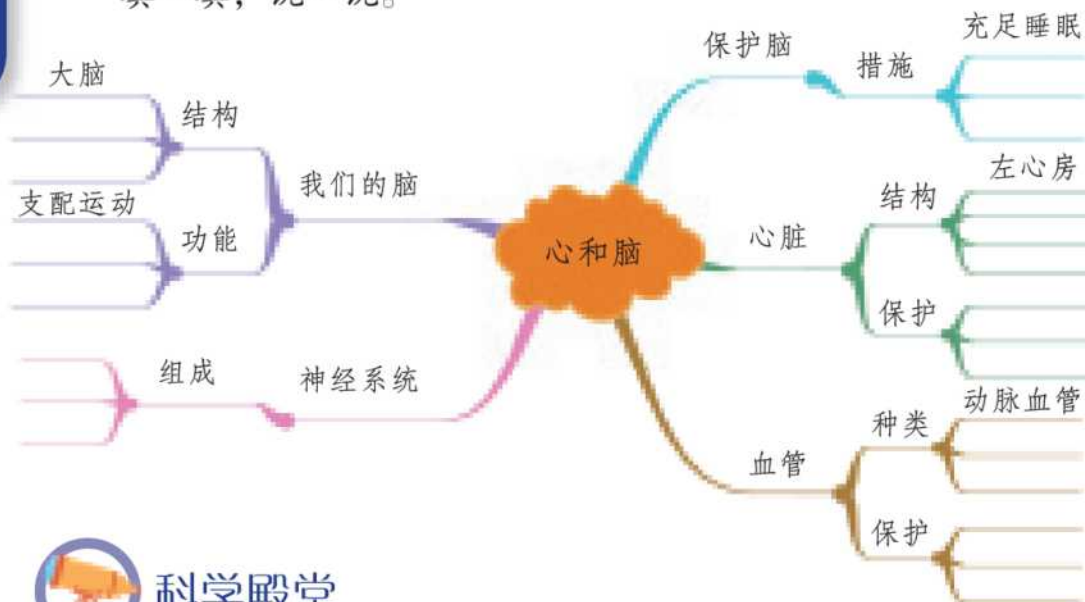 填一填，说一说。
心和脑
我们的脑
结构
大脑
功能
支配运动
神经系统
组成
保护脑
措施
充足睡眠
心脏
结构
左心房
保护
血管
种类
动脉血管
保护
科学殿堂